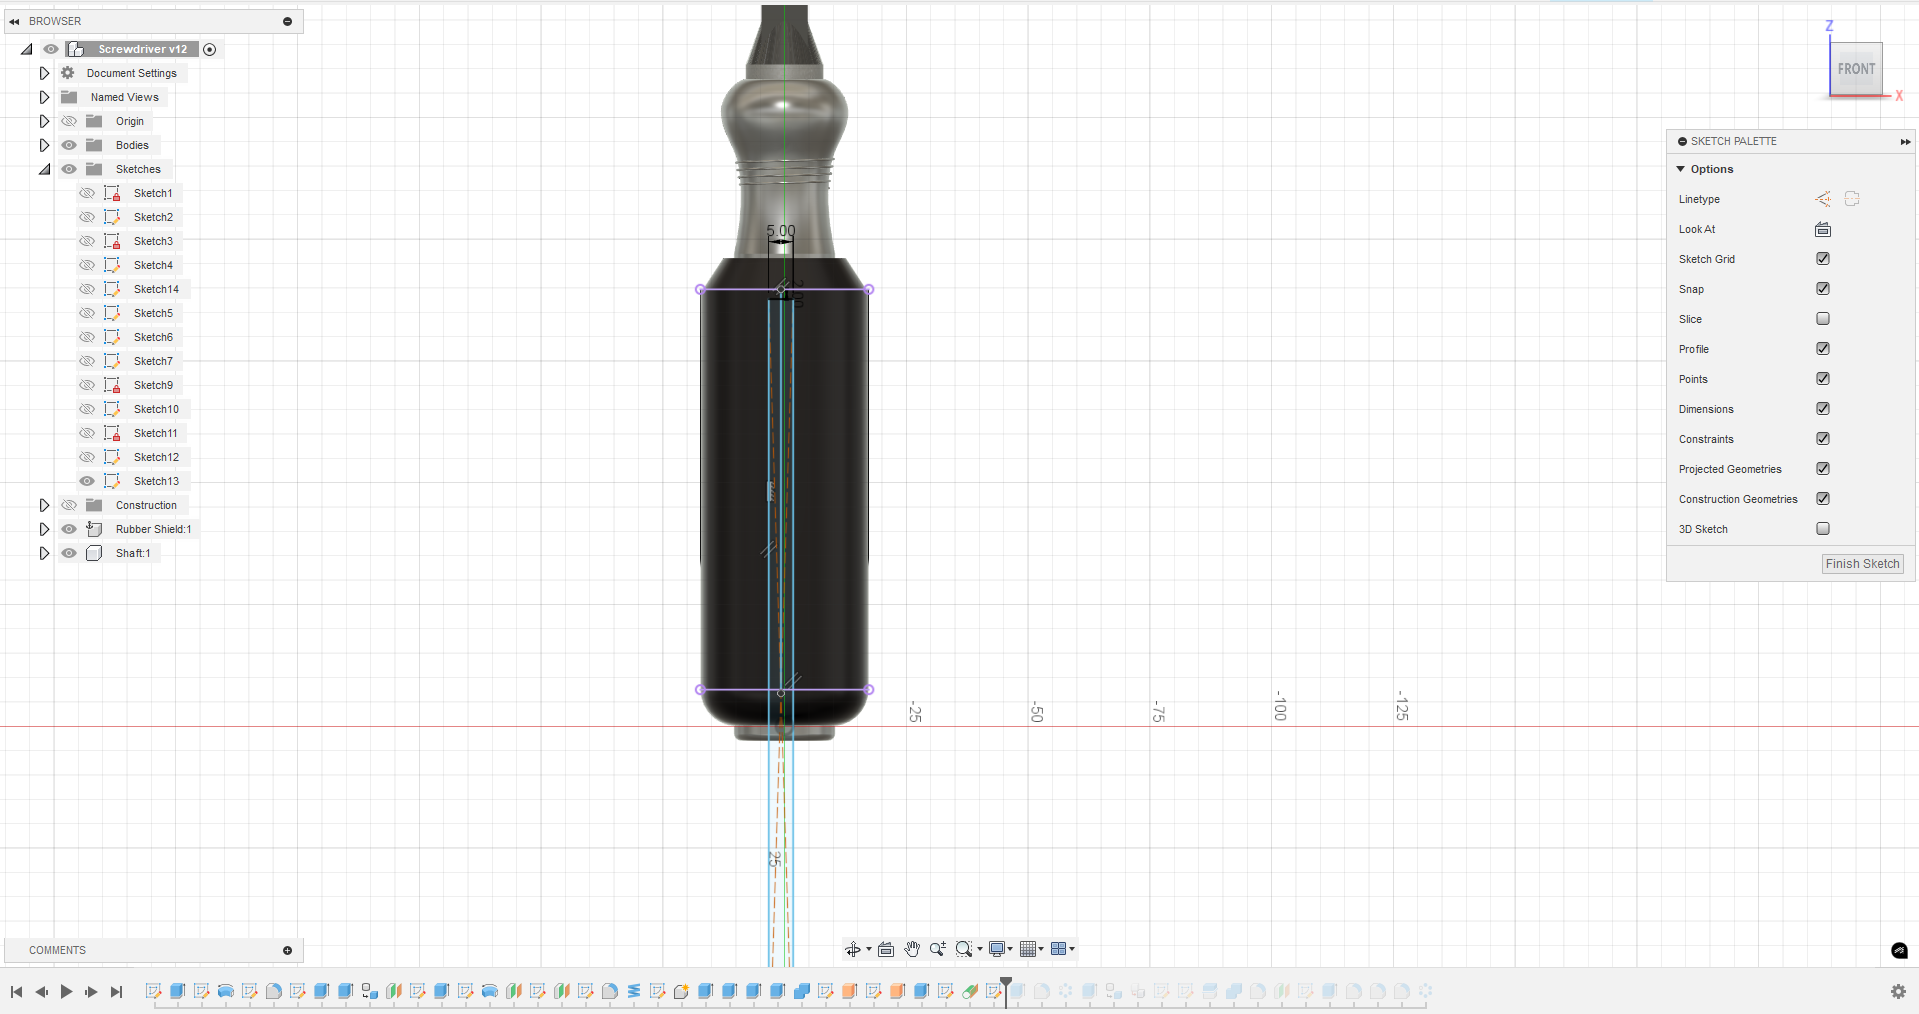 BROWSER
Screwdriver v12
Document Settings
Named Views
Origin
Bodies
Sketches
Sketch1
Sketch2
Sketch3
Sketch4
Sketch14
Sketch5
Sketch6
Sketch7
Sketch9
Sketch10
Sketch11
Sketch12
Sketch13
Construction
Rubber Shield:1
Shaft:1
5.00
-25
-50
-75
-100
-125
25
Z
FRONT
X
SKETCH PALETTE
Options
Linetype
Look At
Sketch Grid
Snap
Slice
Profile
Points
Dimensions
Constraints
Projected Geometries
Construction Geometries
3D Sketch
Finish Sketch
COMMENTS